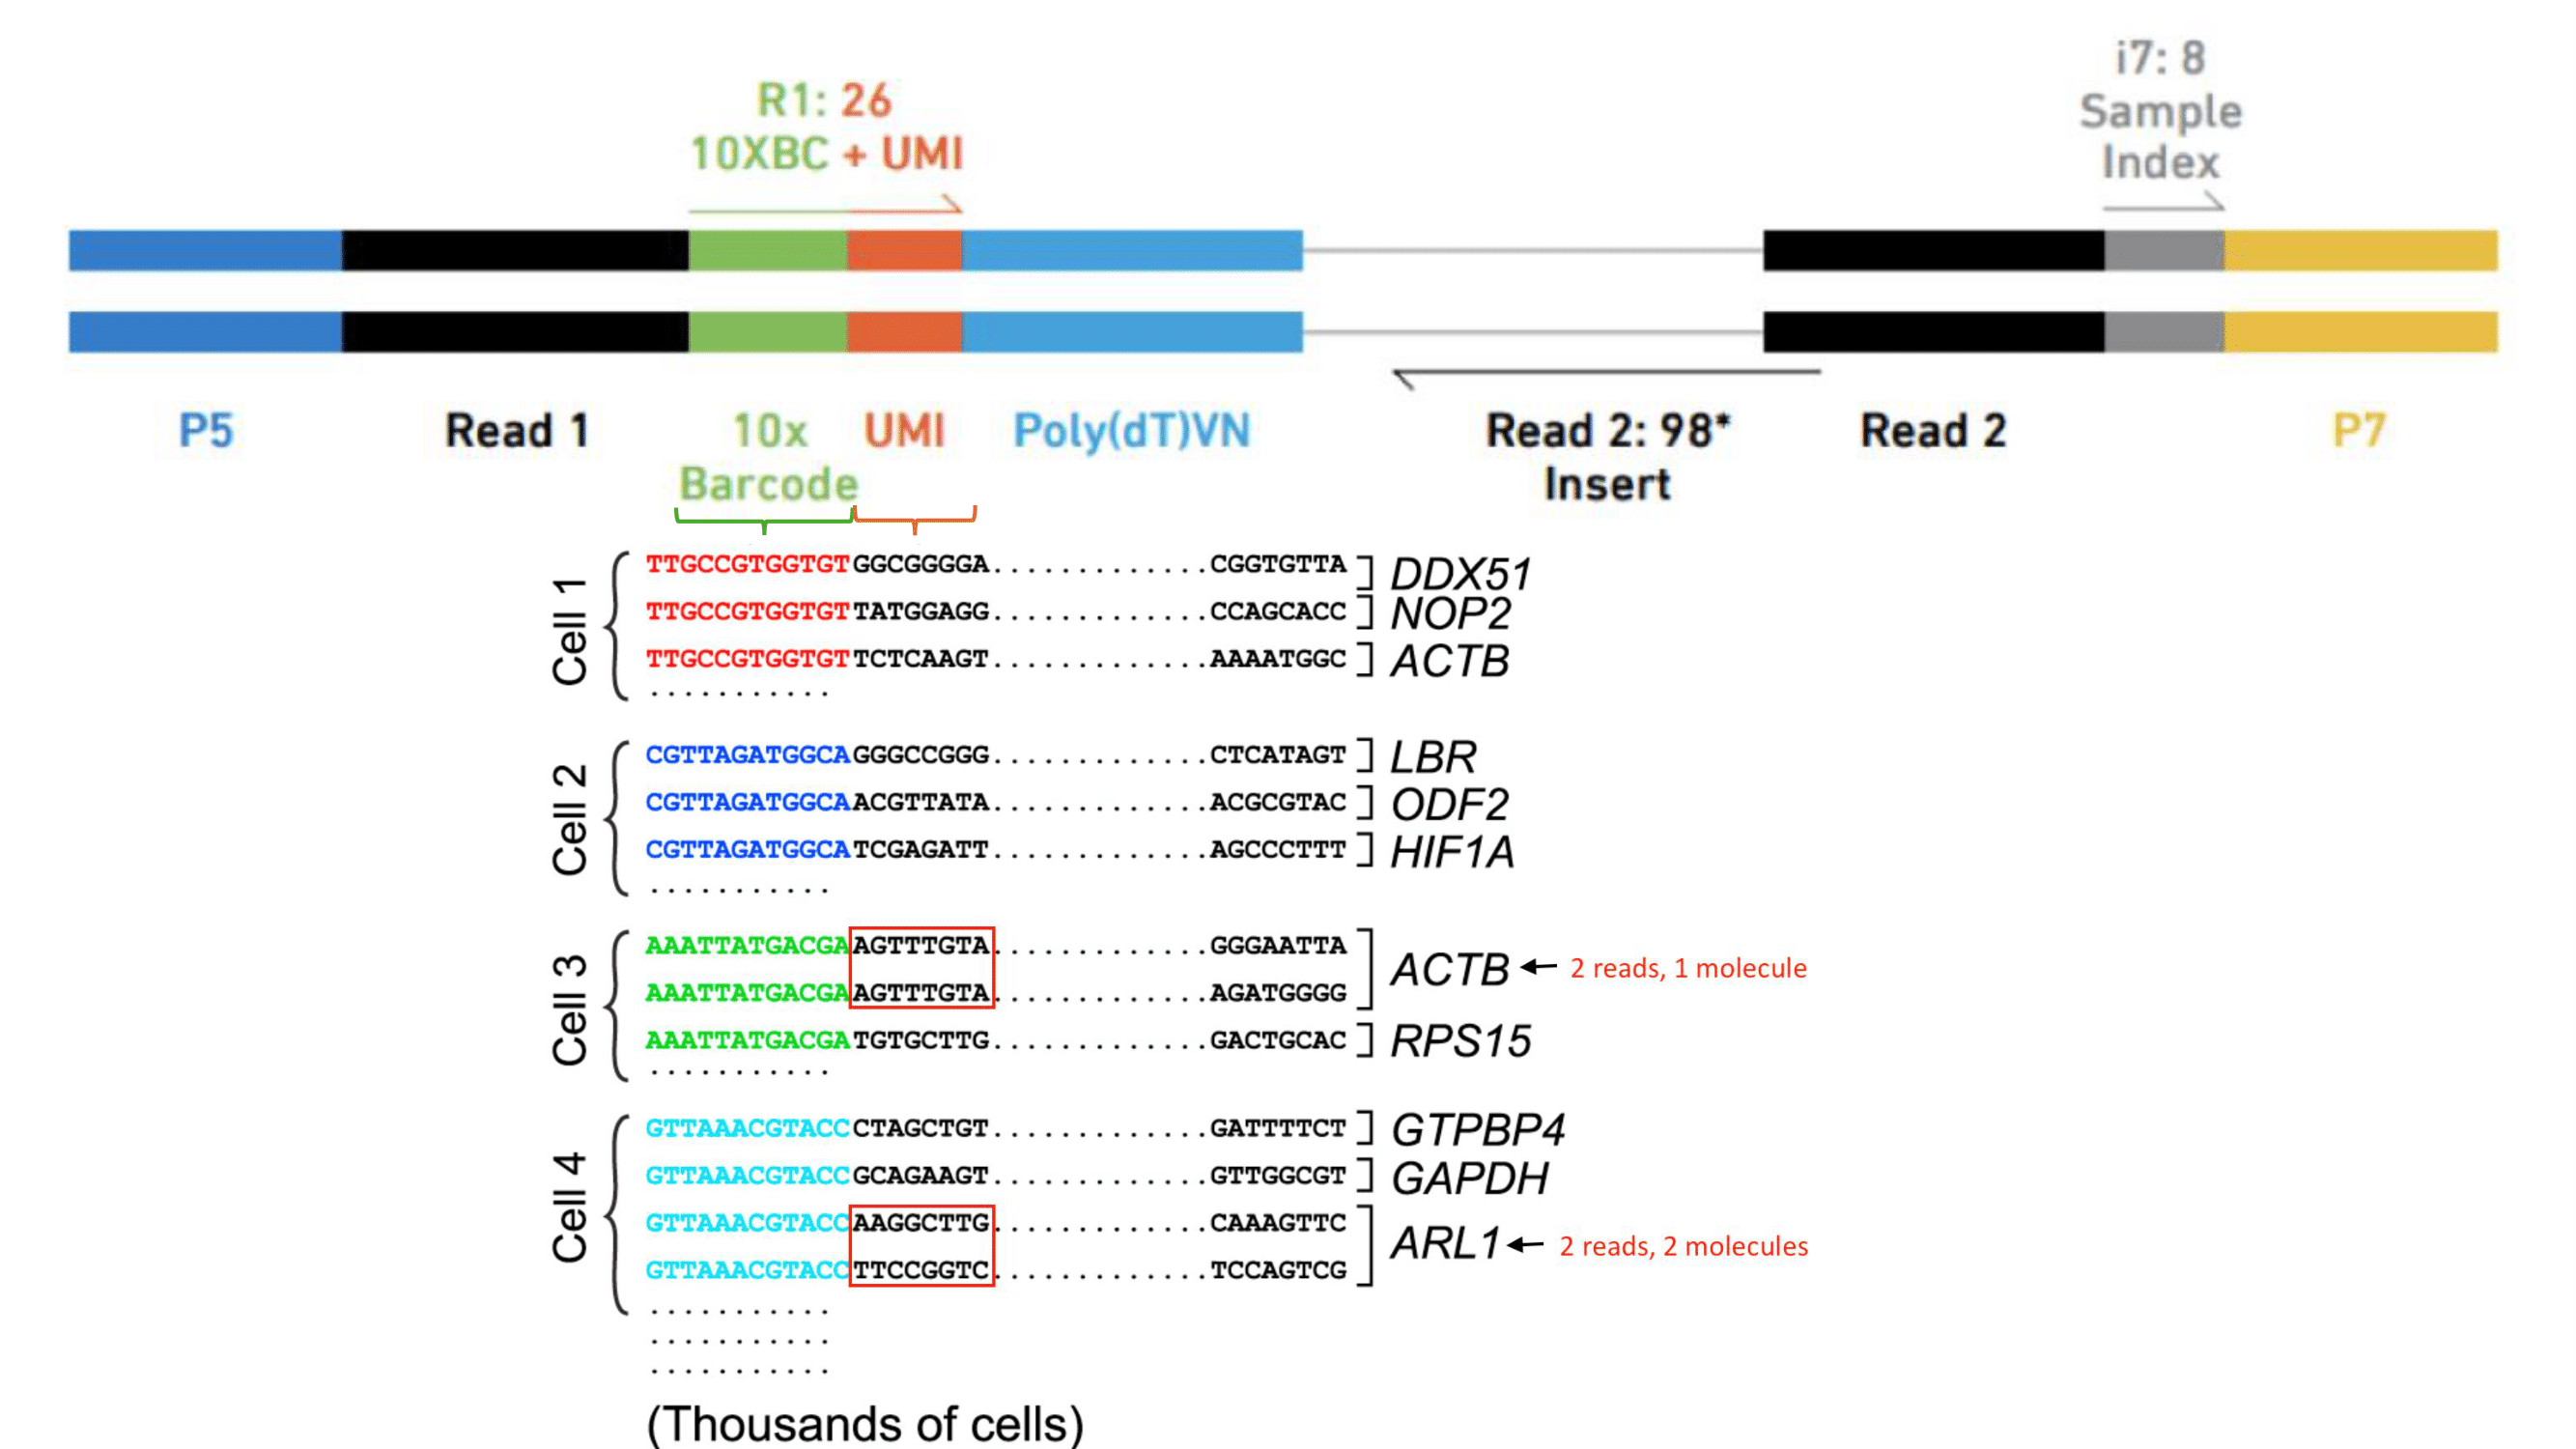 i7: 8
Sample
Index
R1: 26
10XBC + UMI
P5
Read 1
10x
Barcode
UMI
Poly(dT)VN
Read 2: 98*
Insert
Read 2
P7
Cell 1
TTGCCGTGGTGTGGCGGGGA.............CGGTGTTA DDX51
TTGCCGTGGTGTTATGGAGG.............CCAGCACC NOP2
TTGCCGTGGTGTTCTCAAGT.............AAAATGGC ACTB
...........
Cell 2
CGTTAGATGGCAGGGCCGGG.............CTCATAGT LBR
CGTTAGATGGCAACGTTATA.............ACGCGTAC ODF2
CGTTAGATGGCATCGAGATT.............AGCCCTTT HIF1A
...........
Cell 3
AAATTATGACGAAGTTTGTA.............GGGAATTA
ACTB
2 reads, 1 molecule
AAATTATGACGAAGTTTGTA.............AGATGGGG
AAATTATGACGATGTGCTTG.............GACTGCAC RPS15
...........
Cell 4
GTTAAACGTACCCTAGCTGT.............GATTTTCT GTPBP4
GTTAAACGTACCGCAGAAGT.............GTTGGCGT GAPDH
GTTAAACGTACCAAGGCTTG.............CAAAGTTC
ARL1
2 reads, 2 molecules
GTTAAACGTACCTTCCGGTC.............TCCAGTCG
...........
...........
...........
(Thousands of cells)